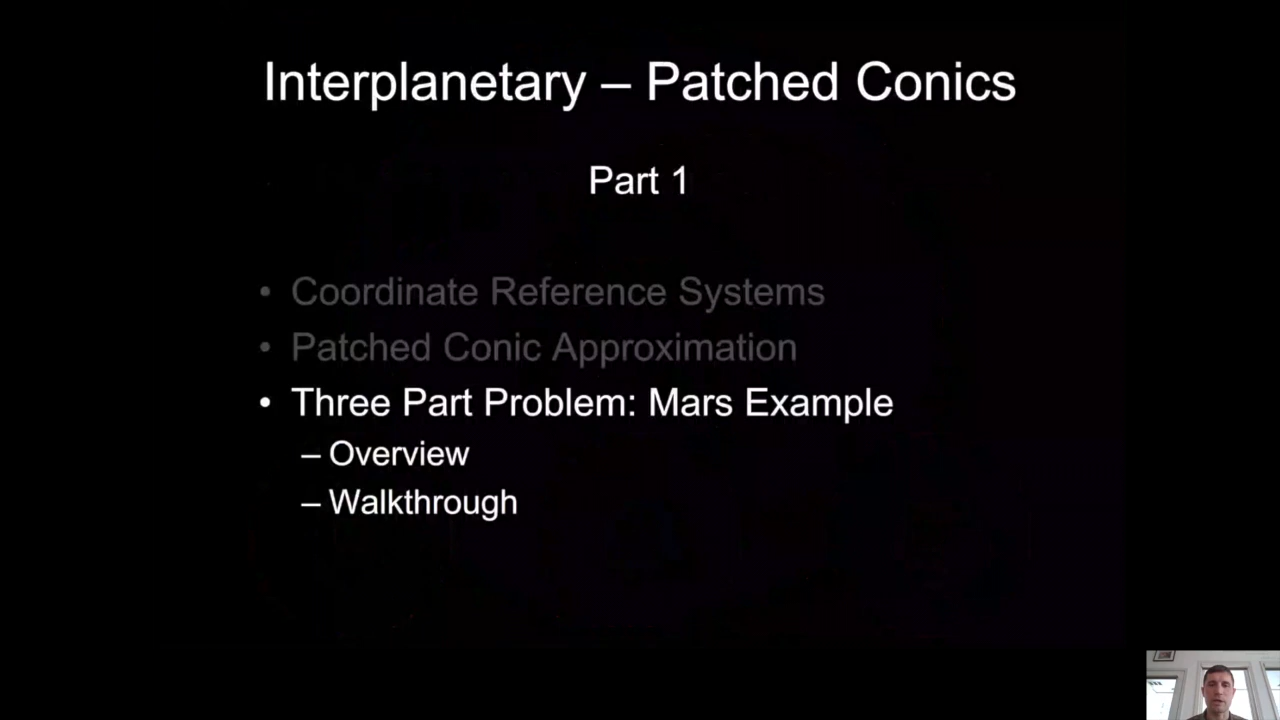 Interplanetary – Patched Conics
Part 1
• Coordinate Reference Systems
• Patched Conic Approximation
• Three Part Problem: Mars Example
– Overview
– Walkthrough